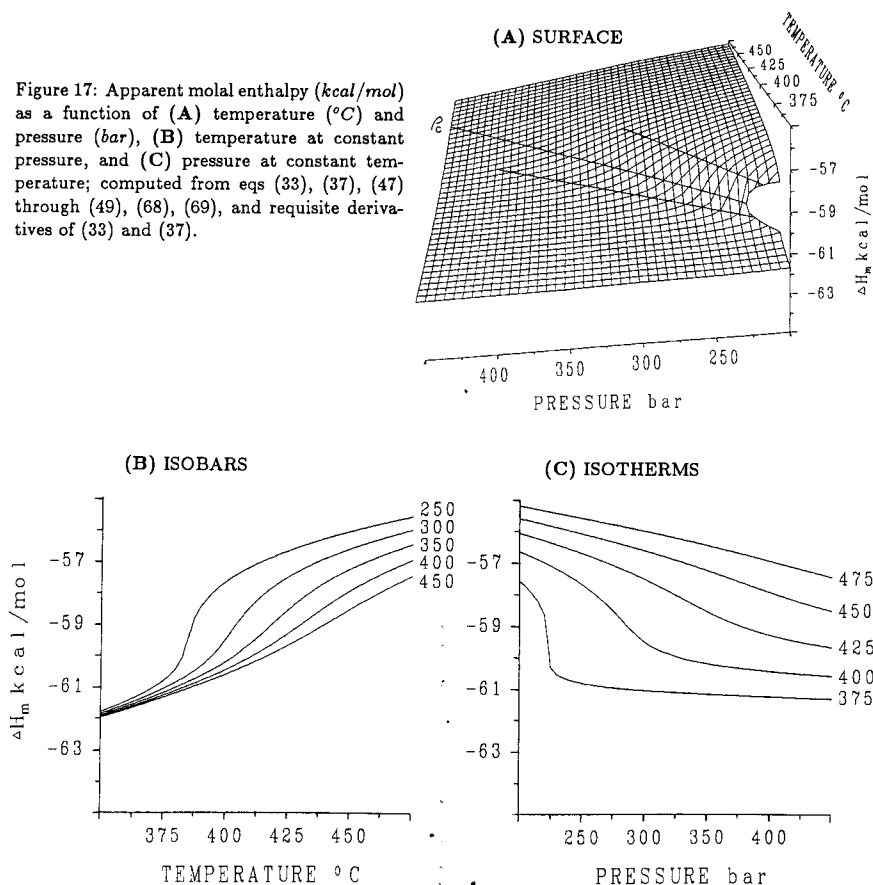 Figure 17: Apparent molal enthalpy (kcal/mol)
as a function of (A) temperature (°C) and
pressure (bar), (B) temperature at constant
pressure, and (C) pressure at constant tem-
perature; computed from eqs (33), (37), (47)
through (49), (68), (69), and requisite deriva-
tives of (33) and (37).
(A) SURFACE
TEMPERATURE °C
450
425
400
375
ρc
-57
-59
-61
-63
ΔHm kcal/mol
400 350 300 250
PRESSURE bar
(B) ISOBARS
250
300
350
400
450
-57
-59
-61
-63
ΔHm kcal/mol
375 400 425 450
TEMPERATURE °C
(C) ISOTHERMS
-57
-59
-61
-63
475
450
425
400
375
250 300 350 400
PRESSURE bar